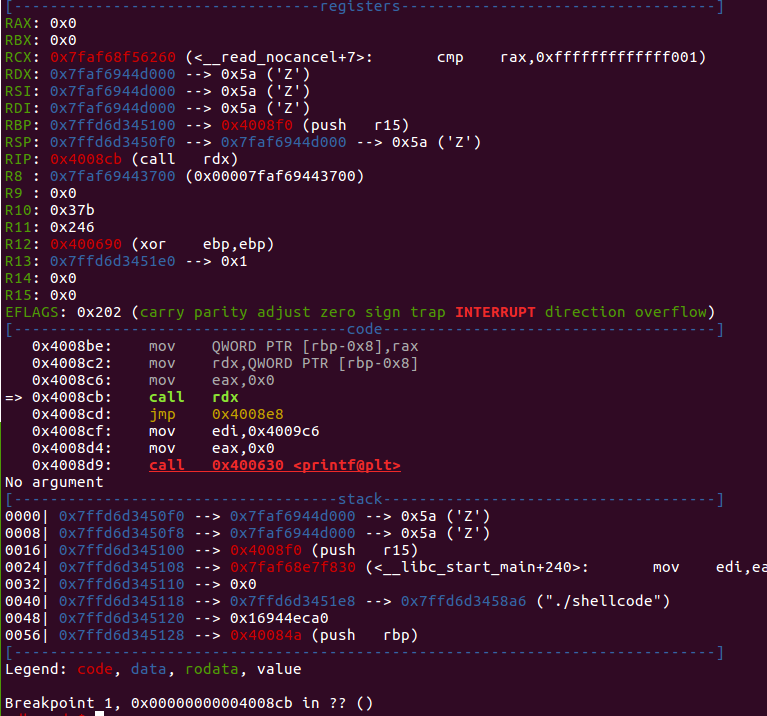 [----------------------------------registers-----------------------------------]
RAX: 0x0
RBX: 0x0
RCX: 0x7faf68f56260 (<__read_nocancel+7>:	cmp    rax,0xfffffffffffff001)
RDX: 0x7faf6944d000 --> 0x5a ('Z')
RSI: 0x7faf6944d000 --> 0x5a ('Z')
RDI: 0x7faf6944d000 --> 0x5a ('Z')
RBP: 0x7ffd6d345100 --> 0x4008f0 (push   r15)
RSP: 0x7ffd6d3450f0 --> 0x7faf6944d000 --> 0x5a ('Z')
RIP: 0x4008cb (call   rdx)
R8 : 0x7faf69443700 (0x00007faf69443700)
R9 : 0x0
R10: 0x37b
R11: 0x246
R12: 0x400690 (xor    ebp,ebp)
R13: 0x7ffd6d3451e0 --> 0x1
R14: 0x0
R15: 0x0
EFLAGS: 0x202 (carry parity adjust zero sign trap INTERRUPT direction overflow)
[-------------------------------------code-------------------------------------]
   0x4008be:	mov    QWORD PTR [rbp-0x8],rax
   0x4008c2:	mov    rdx,QWORD PTR [rbp-0x8]
   0x4008c6:	mov    eax,0x0
=> 0x4008cb:	call   rdx
   0x4008cd:	jmp    0x4008e8
   0x4008cf:	mov    edi,0x4009c6
   0x4008d4:	mov    eax,0x0
   0x4008d9:	call   0x400630 <printf@plt>
No argument
[------------------------------------stack-------------------------------------]
0000| 0x7ffd6d3450f0 --> 0x7faf6944d000 --> 0x5a ('Z')
0008| 0x7ffd6d3450f8 --> 0x7faf6944d000 --> 0x5a ('Z')
0016| 0x7ffd6d345100 --> 0x4008f0 (push   r15)
0024| 0x7ffd6d345108 --> 0x7faf68e7f830 (<__libc_start_main+240>:	mov    edi,ea
0032| 0x7ffd6d345110 --> 0x0
0040| 0x7ffd6d345118 --> 0x7ffd6d3451e8 --> 0x7ffd6d3458a6 ("./shellcode")
0048| 0x7ffd6d345120 --> 0x16944eca0
0056| 0x7ffd6d345128 --> 0x40084a (push   rbp)
[------------------------------------------------------------------------------]
Legend: code, data, rodata, value

Breakpoint 1, 0x00000000004008cb in ?? ()